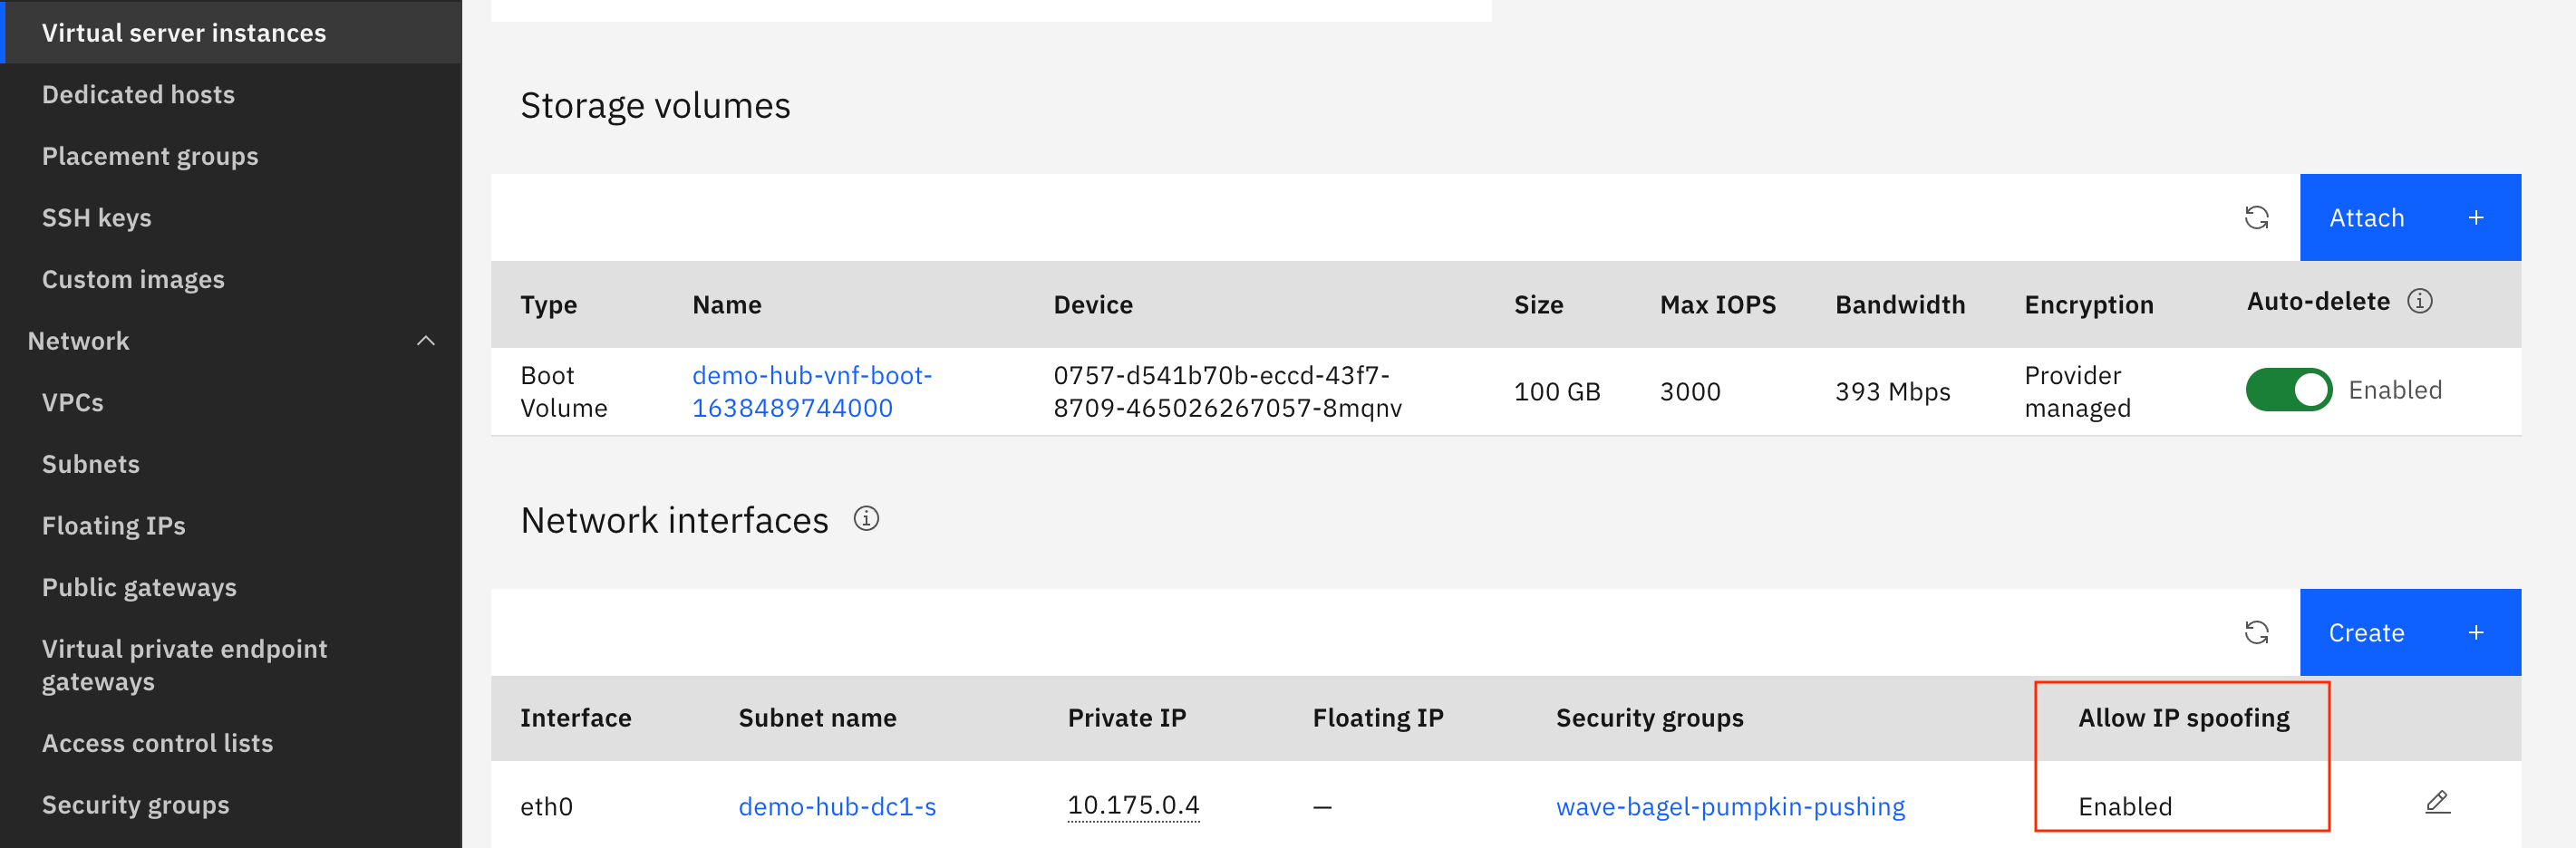 Virtual server instances
Dedicated hosts
Placement groups
SSH keys
Custom images
Network
VPCs
Subnets
Floating IPs
Public gateways
Virtual private endpoint
gateways
Access control lists
Security groups
Storage volumes
Attach +
Type Name Device Size Max IOPS Bandwidth Encryption Auto-delete
Boot demo-hub-vnf-boot- 0757-d541b70b-eccd-43f7- 100 GB 3000 393 Mbps Provider Enabled
Volume 1638489744000 8709-465026267057-8mqnv managed
Network interfaces
Create +
Interface Subnet name Private IP Floating IP Security groups Allow IP spoofing
eth0 demo-hub-dc1-s 10.175.0.4 — wave-bagel-pumpkin-pushing Enabled